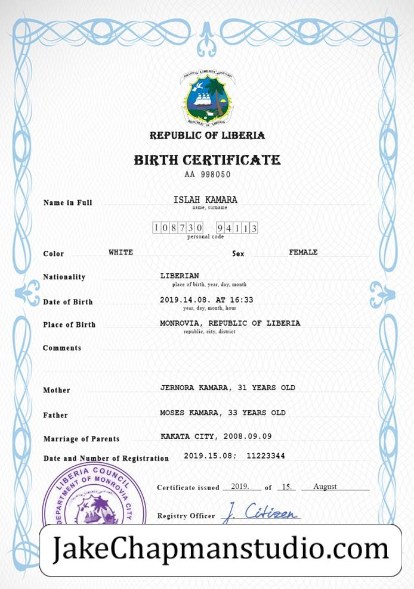 REPUBLIC OF LIBERIA
BIRTH CERTIFICATE
AA 998050
Name in Full ISLAH KAMARA
name, surname
108730 94113
personal code
Color WHITE Sex FEMALE
Nationality LIBERIAN
place of birth, year, day, month
Date of Birth 2019.14.08. AT 16:33
year, day, month, hour
Place of Birth MONROVIA, REPUBLIC OF LIBERIA
republic, city, district
Comments
Mother JERNORA KAMARA, 31 YEARS OLD
Father MOSES KAMARA, 33 YEARS OLD
Marriage of Parents KAKATA CITY, 2008.09.09
Date and Number of Registration 2019.15.08; 11223344
LIBERIA COUNCIL
DEPARTMENT OF MONROVIA CITY
Certificate issued 2019. of 15. August
Registry Officer J. Citizen
JakeChapmanstudio.com